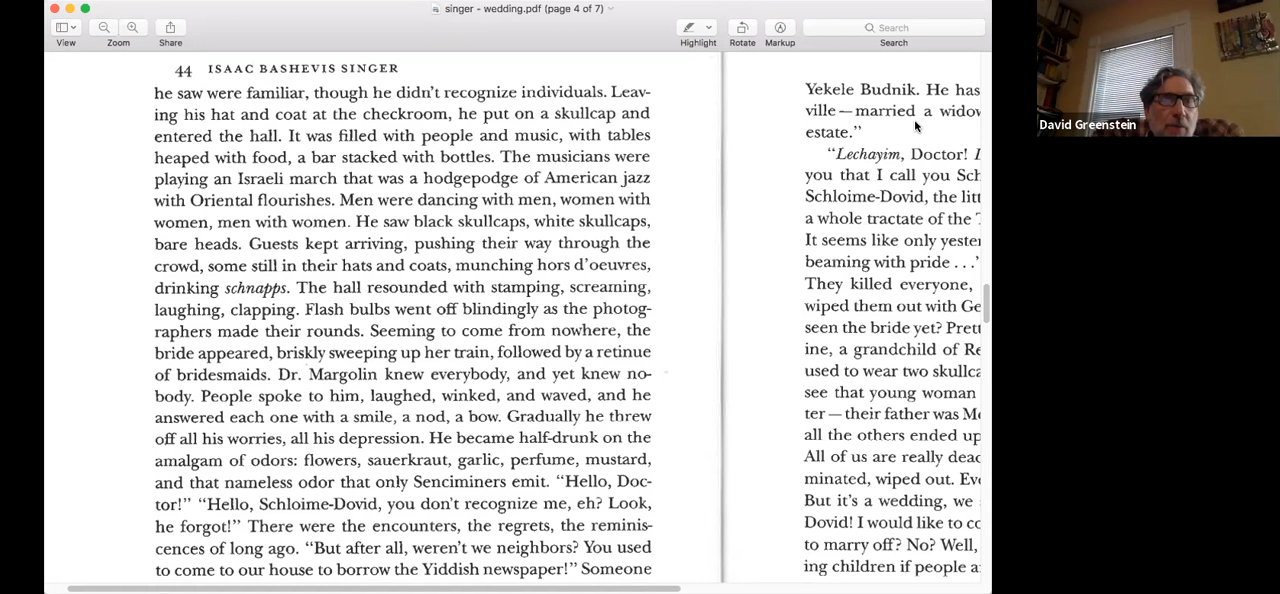 singer - wedding.pdf (page 4 of 7)
View
Zoom
Share
Highlight
Rotate
Markup
Search
Search
44 ISAAC BASHEVIS SINGER
he saw were familiar, though he didn't recognize individuals. Leav-
ing his hat and coat at the checkroom, he put on a skullcap and
entered the hall. It was filled with people and music, with tables
heaped with food, a bar stacked with bottles. The musicians were
playing an Israeli march that was a hodgepodge of American jazz
with Oriental flourishes. Men were dancing with men, women with
women, men with women. He saw black skullcaps, white skullcaps,
bare heads. Guests kept arriving, pushing their way through the
crowd, some still in their hats and coats, munching hors d'oeuvres,
drinking schnapps. The hall resounded with stamping, screaming,
laughing, clapping. Flash bulbs went off blindingly as the photog-
raphers made their rounds. Seeming to come from nowhere, the
bride appeared, briskly sweeping up her train, followed by a retinue
of bridesmaids. Dr. Margolin knew everybody, and yet knew no-
body. People spoke to him, laughed, winked, and waved, and he
answered each one with a smile, a nod, a bow. Gradually he threw
off all his worries, all his depression. He became half-drunk on the
amalgam of odors: flowers, sauerkraut, garlic, perfume, mustard,
and that nameless odor that only Senciminers emit. "Hello, Doc-
tor!" "Hello, Schloime-Dovid, you don't recognize me, eh? Look,
he forgot!" There were the encounters, the regrets, the reminis-
cences of long ago. "But after all, weren't we neighbors? You used
to come to our house to borrow the Yiddish newspaper!" Someone
Yekele Budnik. He has
ville—married a widow
estate."
"Lechayim, Doctor!
you that I call you Sch
Schloime-Dovid, the litt
a whole tractate of the
It seems like only yester
beaming with pride . . .'
They killed everyone,
wiped them out with Ge
seen the bride yet? Prett
ine, a grandchild of Re
used to wear two skullca
see that young woman
ter—their father was Mo
all the others ended up
All of us are really dead
minated, wiped out. Eve
But it's a wedding, we
Dovid! I would like to co
to marry off? No? Well,
ing children if people a
David Greenstein